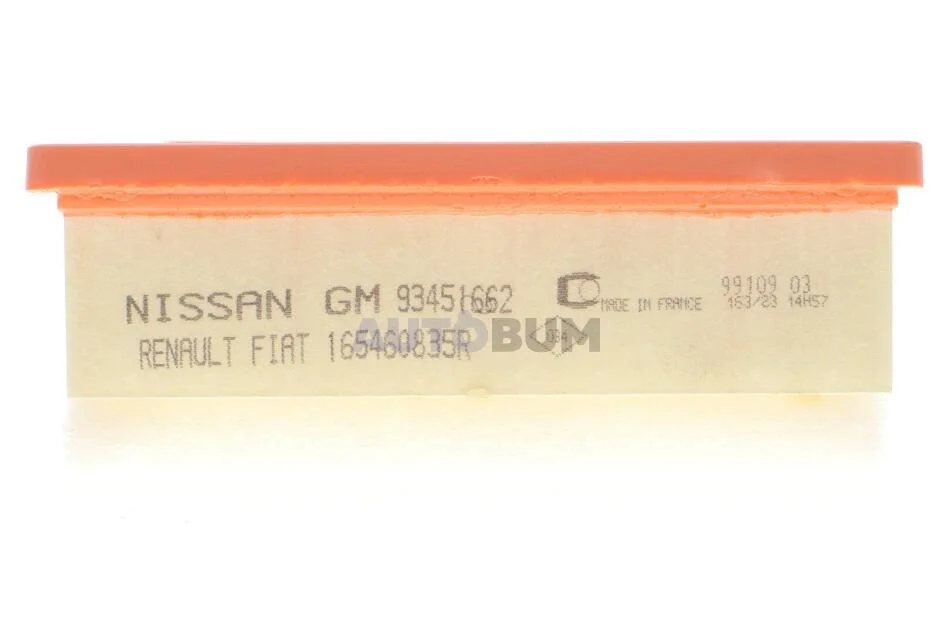 NISSAN GM 93451662
RENAULT FIAT 165460835R
MADE IN FRANCE
99109 03
163/23 14H57
AUTOBUM